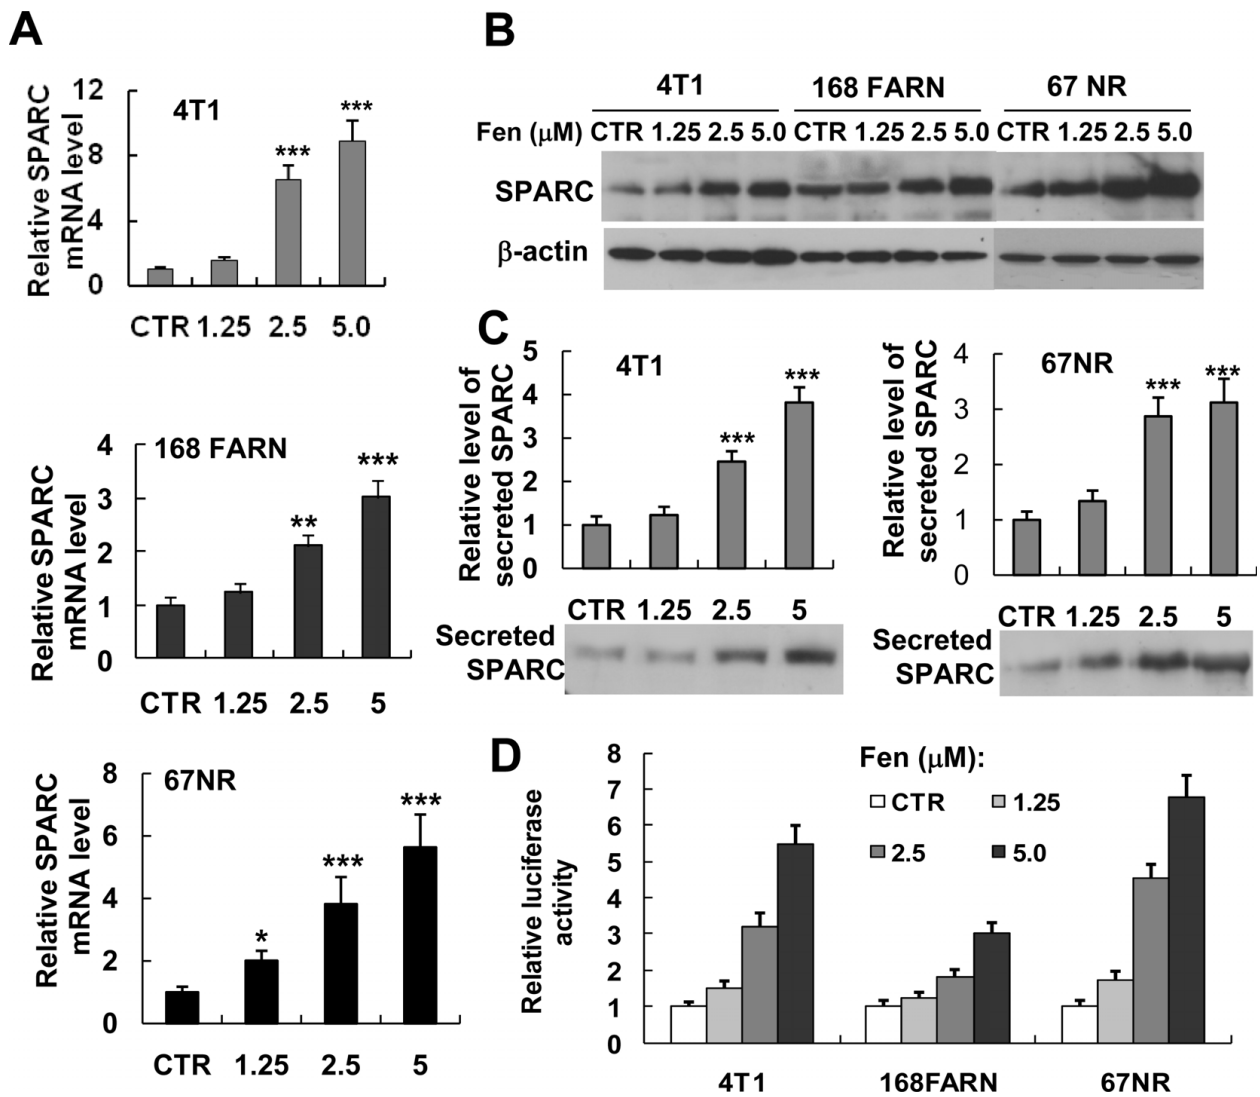 A
Relative SPARC
mRNA level
12
8
4
0
4T1
***
***
CTR 1.25 2.5 5.0
Relative SPARC
mRNA level
4
3
2
1
0
168 FARN
**
***
CTR 1.25 2.5 5
Relative SPARC
mRNA level
8
6
4
2
0
67NR
*
***
***
CTR 1.25 2.5 5
B
4T1 168 FARN 67 NR
Fen (μM) CTR 1.25 2.5 5.0 CTR 1.25 2.5 5.0 CTR 1.25 2.5 5.0
SPARC
β-actin
C
Relative level of
secreted SPARC
5
4
3
2
1
0
4T1
***
***
CTR 1.25 2.5 5
Secreted
SPARC
Relative level of
secreted SPARC
4
3
2
1
0
67NR
***
***
CTR 1.25 2.5 5
Secreted
SPARC
D
Relative luciferase
activity
8
7
6
5
4
3
2
1
0
Fen (μM):
CTR 1.25
2.5 5.0
4T1 168FARN 67NR